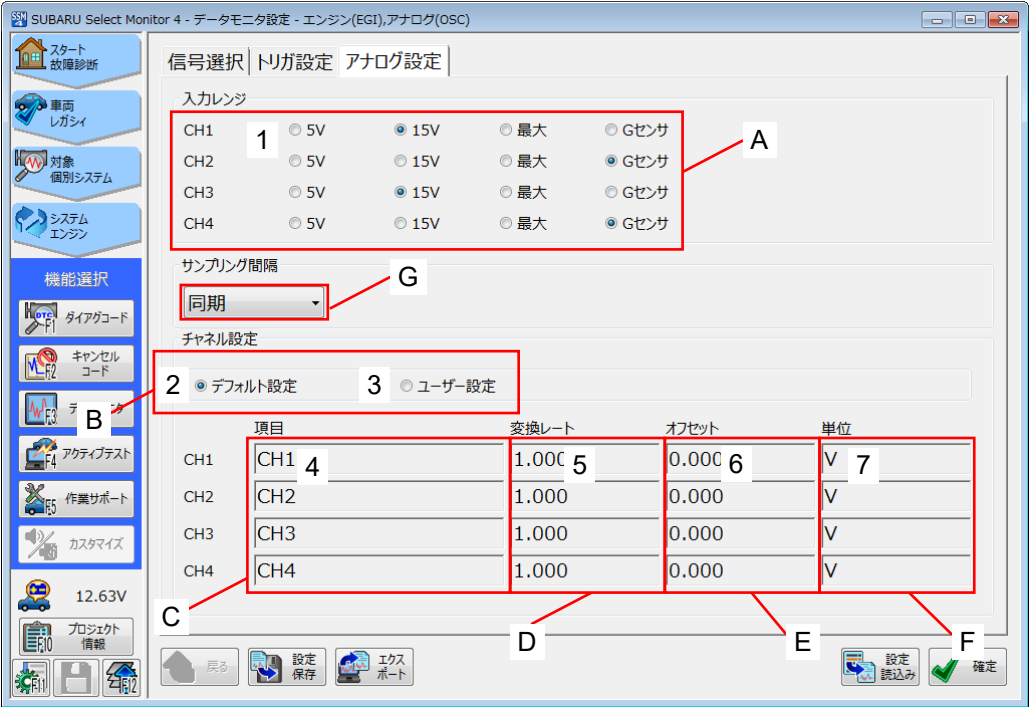 SUBARU Select Monitor 4 - データモニタ設定 - エンジン(EGI),アナログ(OSC)
スタート
故障診断
車両
レガシィ
対象
個別システム
システム
エンジン
機能選択
F1 ダイアグコード
F2 キャンセル
コード
F3
F4 アクティブテスト
F5 作業サポート
カスタマイズ
12.63V
F10 プロジェクト
情報
F11
F12
信号選択 トリガ設定 アナログ設定
入力レンジ
CH1 1 5V 15V 最大 Gセンサ A
CH2 5V 15V 最大 Gセンサ
CH3 5V 15V 最大 Gセンサ
CH4 5V 15V 最大 Gセンサ
サンプリング間隔
同期 G
チャネル設定
B 2 デフォルト設定 3 ユーザー設定
項目 変換レート オフセット 単位
CH1 CH1 4 1.000 5 0.000 6 V 7
CH2 CH2 1.000 0.000 V
CH3 CH3 1.000 0.000 V
CH4 CH4 1.000 0.000 V
C D E F
戻る 設定
保存 エクス
ポート 設定
読込み 確定